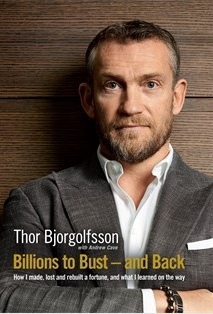 Thor Bjorgolfsson
with Andrew Cave
Billions to Bust – and Back
How I made, lost and rebuilt a fortune, and what I learned on the way